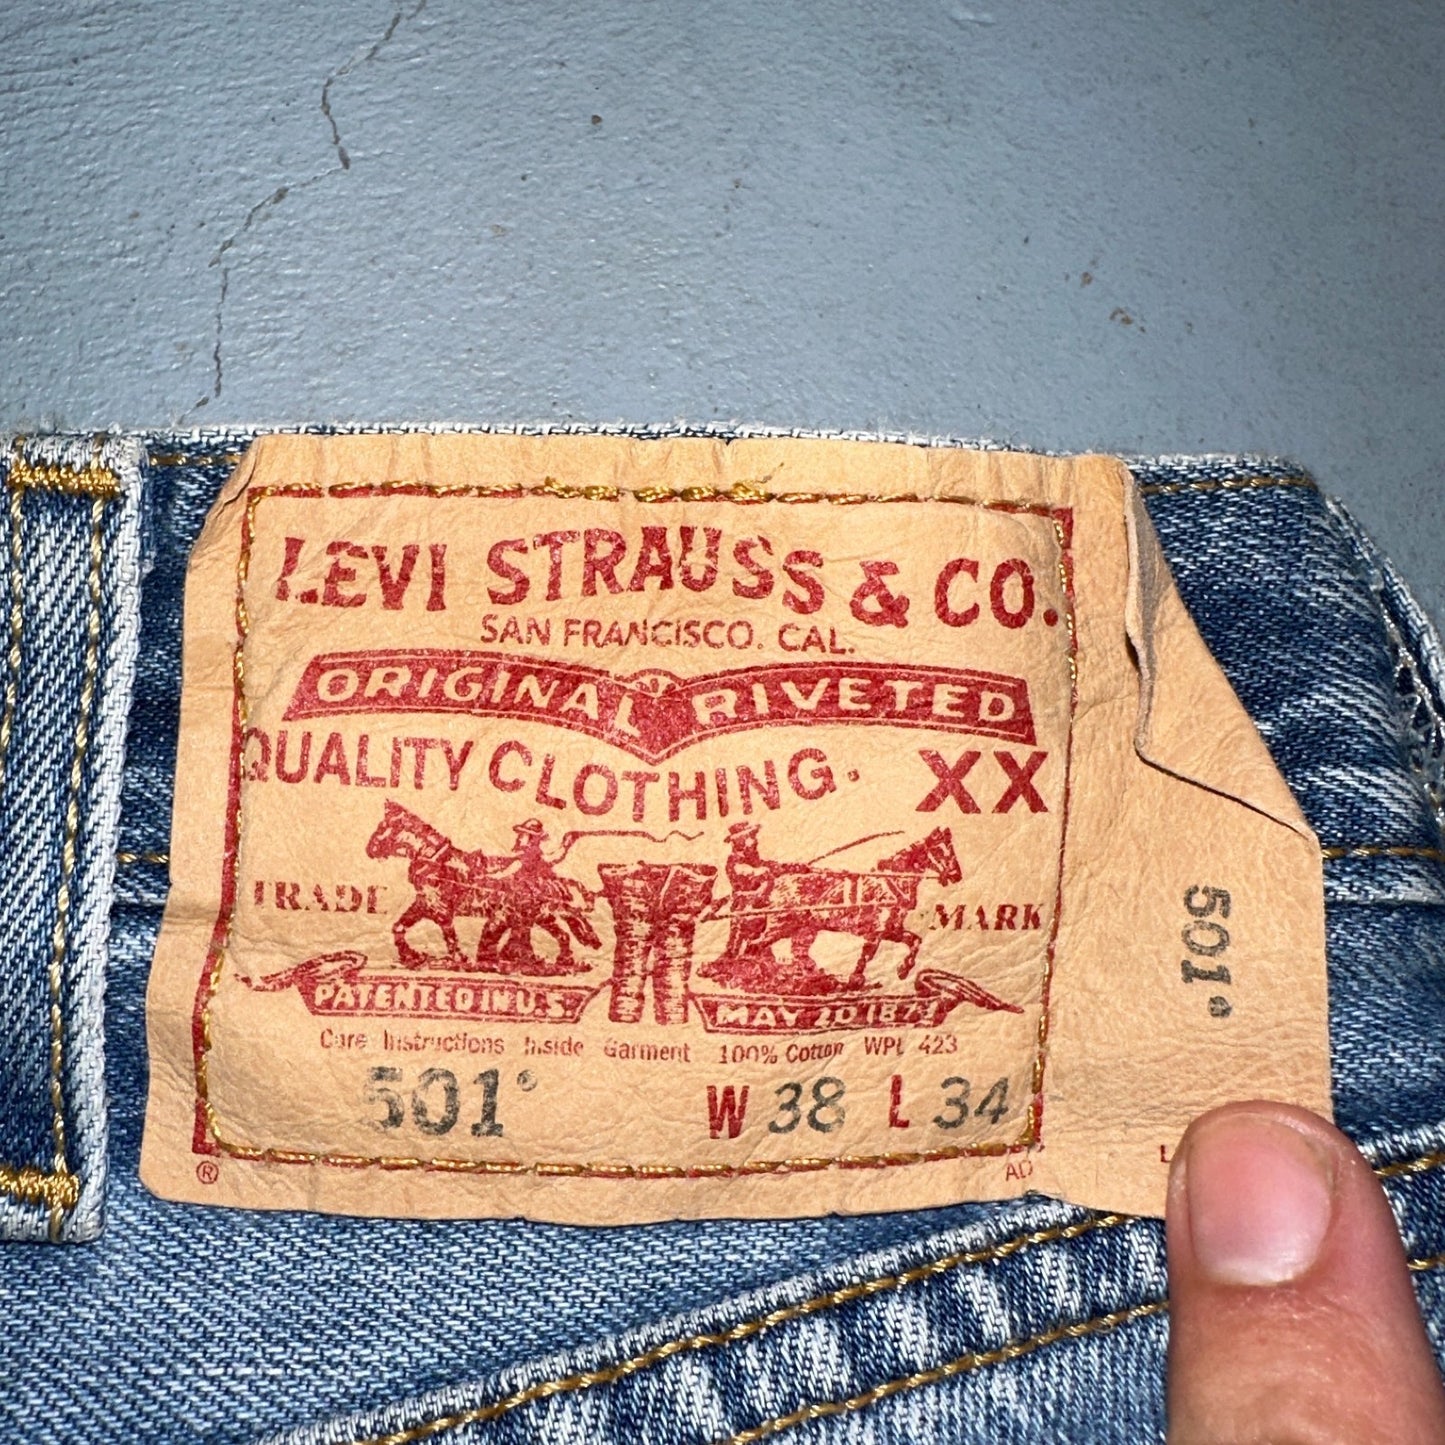 LEVI STRAUSS & CO.
SAN FRANCISCO. CAL.
ORIGINAL RIVETED
QUALITY CLOTHING. XX
TRADE MARK
PATENTED IN U.S. MAY 20 1873
Care Instructions Inside Garment 100% Cotton WPL 423
501® W 38 L 34
®
501®